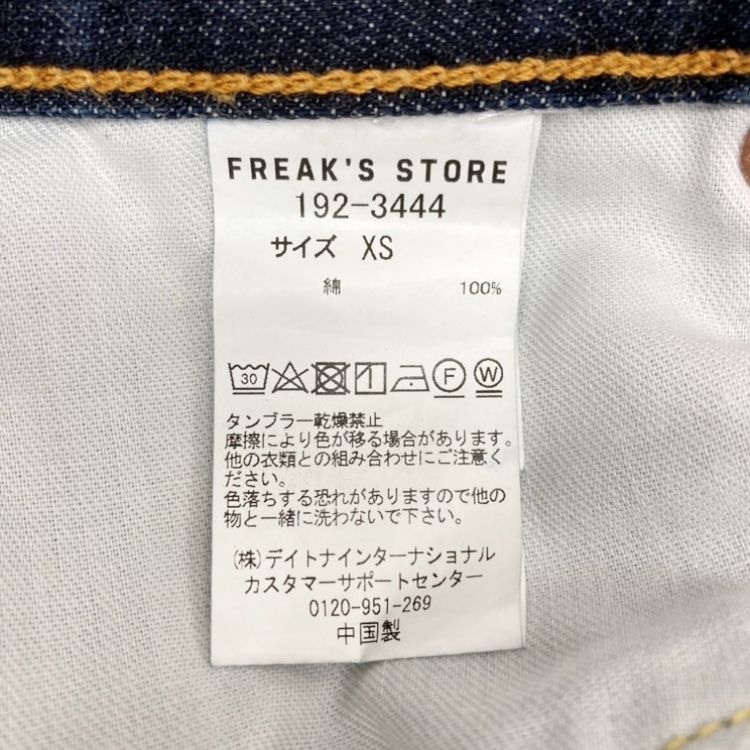 FREAK'S STORE
192-3444
サイズ XS
綿 100%
30 F W
タンブラー乾燥禁止
摩擦により色が移る場合があります。
他の衣類との組み合わせにご注意く
ださい。
色落ちする恐れがありますので他の
物と一緒に洗わないで下さい。
(株)デイトナインターナショナル
カスタマーサポートセンター
0120-951-269
中国製